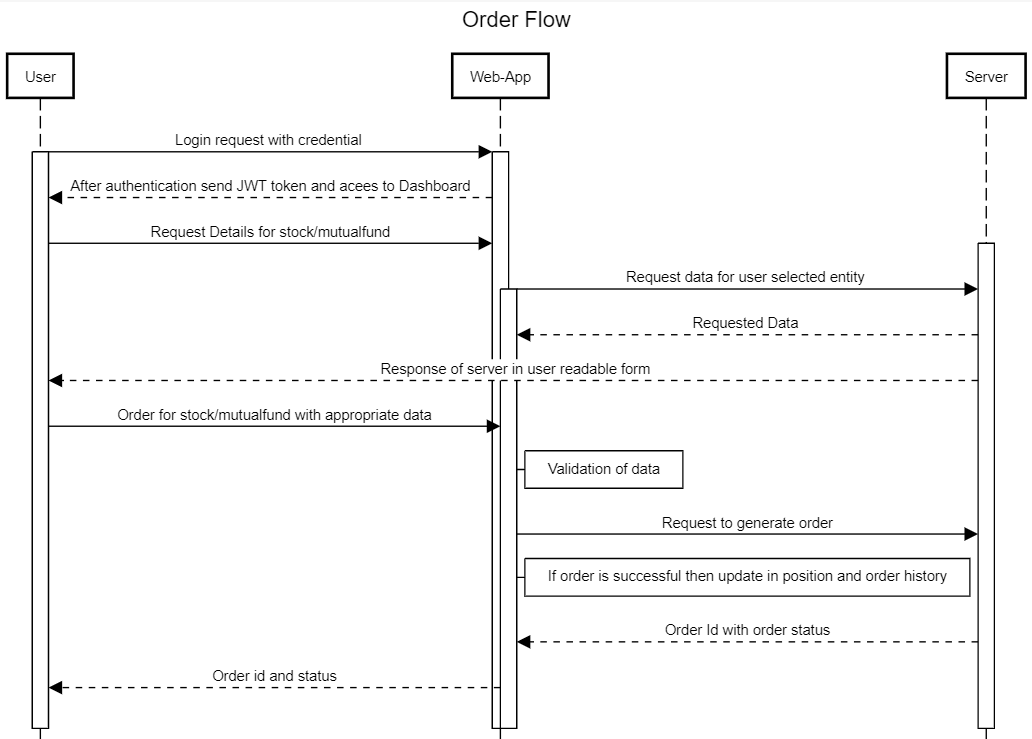 Order Flow
User
Web-App
Server
Login request with credential
After authentication send JWT token and acees to Dashboard
Request Details for stock/mutualfund
Request data for user selected entity
Requested Data
Response of server in user readable form
Order for stock/mutualfund with appropriate data
Validation of data
Request to generate order
If order is successful then update in position and order history
Order Id with order status
Order id and status